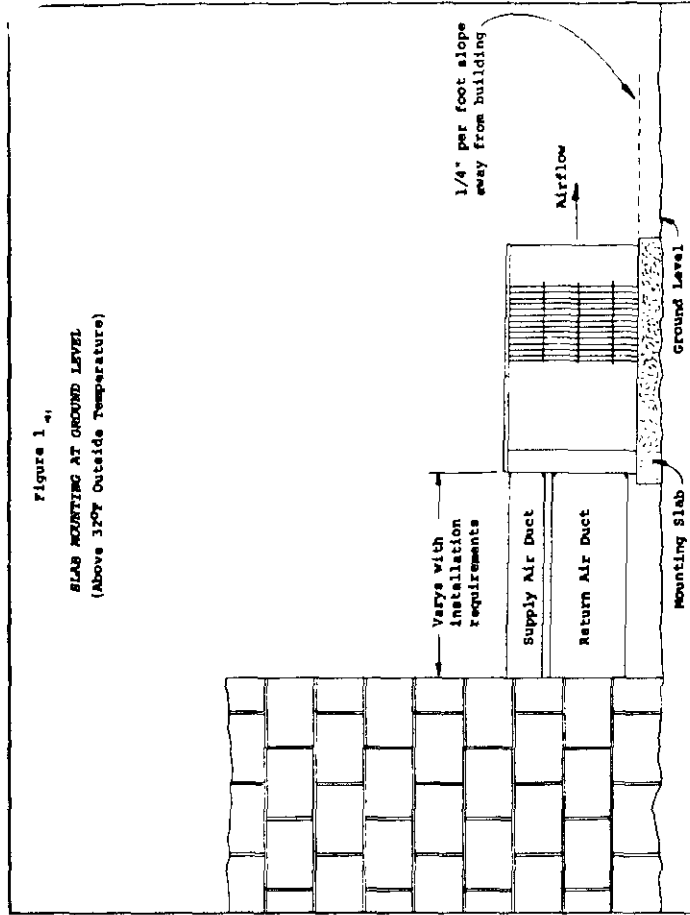 Figure 1
SLAB MOUNTING AT GROUND LEVEL
(Above 32°F Outside Temperature)
1/4" per foot slope
away from building
Airflow
Varys with
installation
requirements
Supply Air Duct
Return Air Duct
Mounting Slab
Ground Level